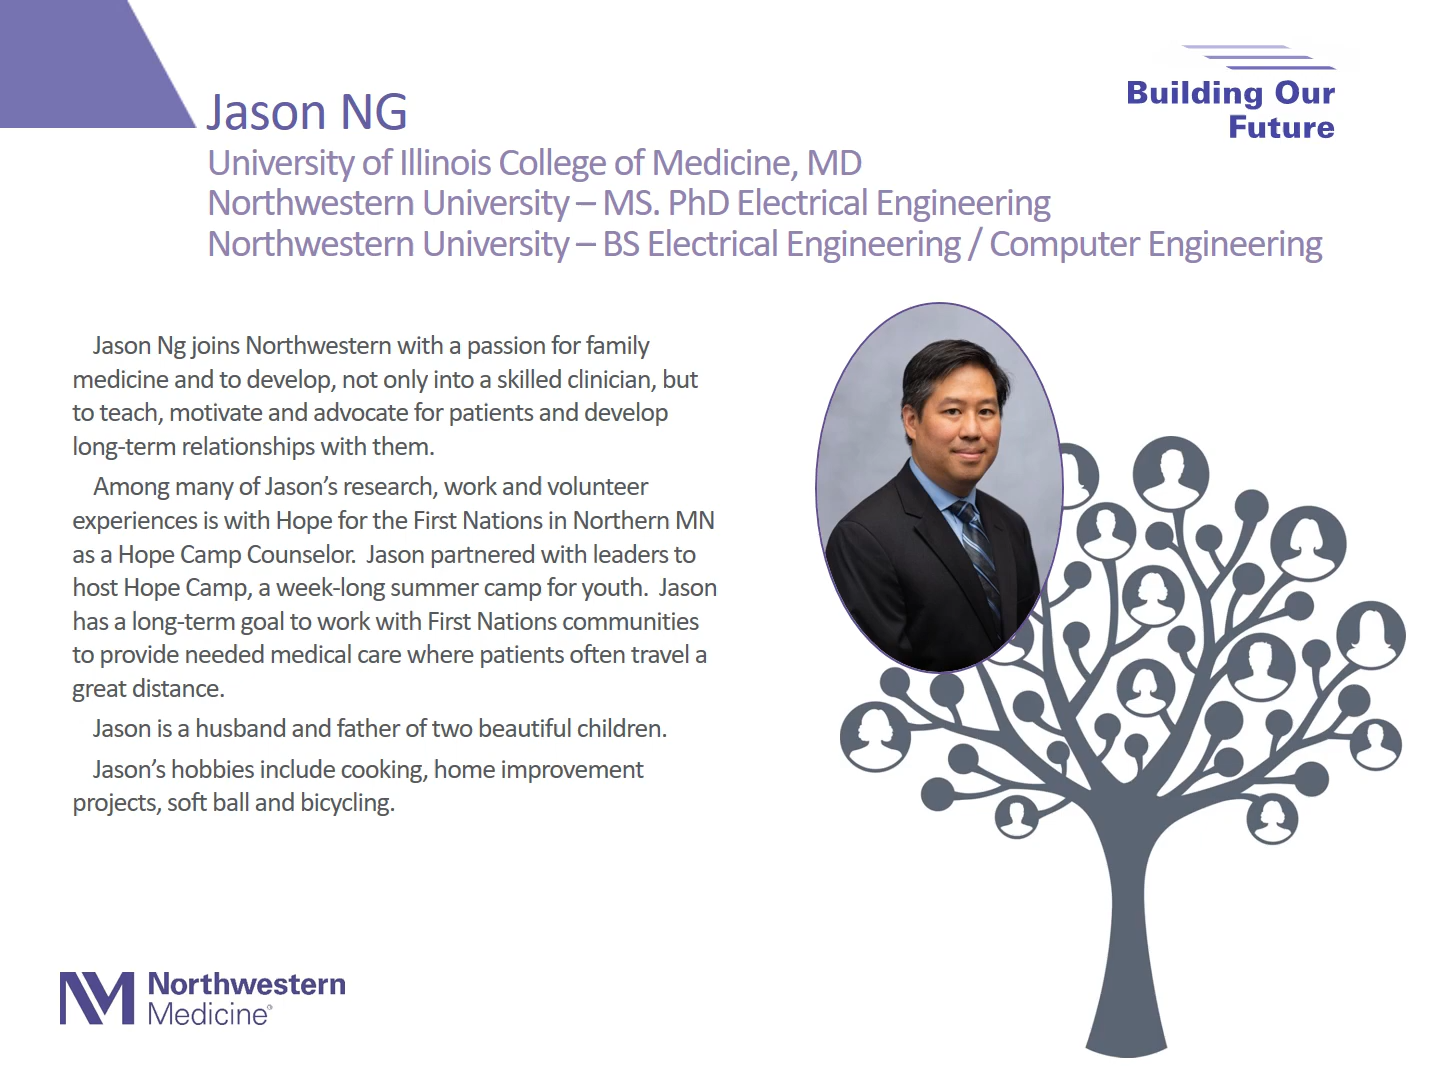 Building Our
Future
Jason NG
University of Illinois College of Medicine, MD
Northwestern University – MS. PhD Electrical Engineering
Northwestern University – BS Electrical Engineering / Computer Engineering
Jason Ng joins Northwestern with a passion for family
medicine and to develop, not only into a skilled clinician, but
to teach, motivate and advocate for patients and develop
long-term relationships with them.
Among many of Jason’s research, work and volunteer
experiences is with Hope for the First Nations in Northern MN
as a Hope Camp Counselor.  Jason partnered with leaders to
host Hope Camp, a week-long summer camp for youth.  Jason
has a long-term goal to work with First Nations communities
to provide needed medical care where patients often travel a
great distance.
Jason is a husband and father of two beautiful children.
Jason’s hobbies include cooking, home improvement
projects, soft ball and bicycling.
NM Northwestern
Medicine®